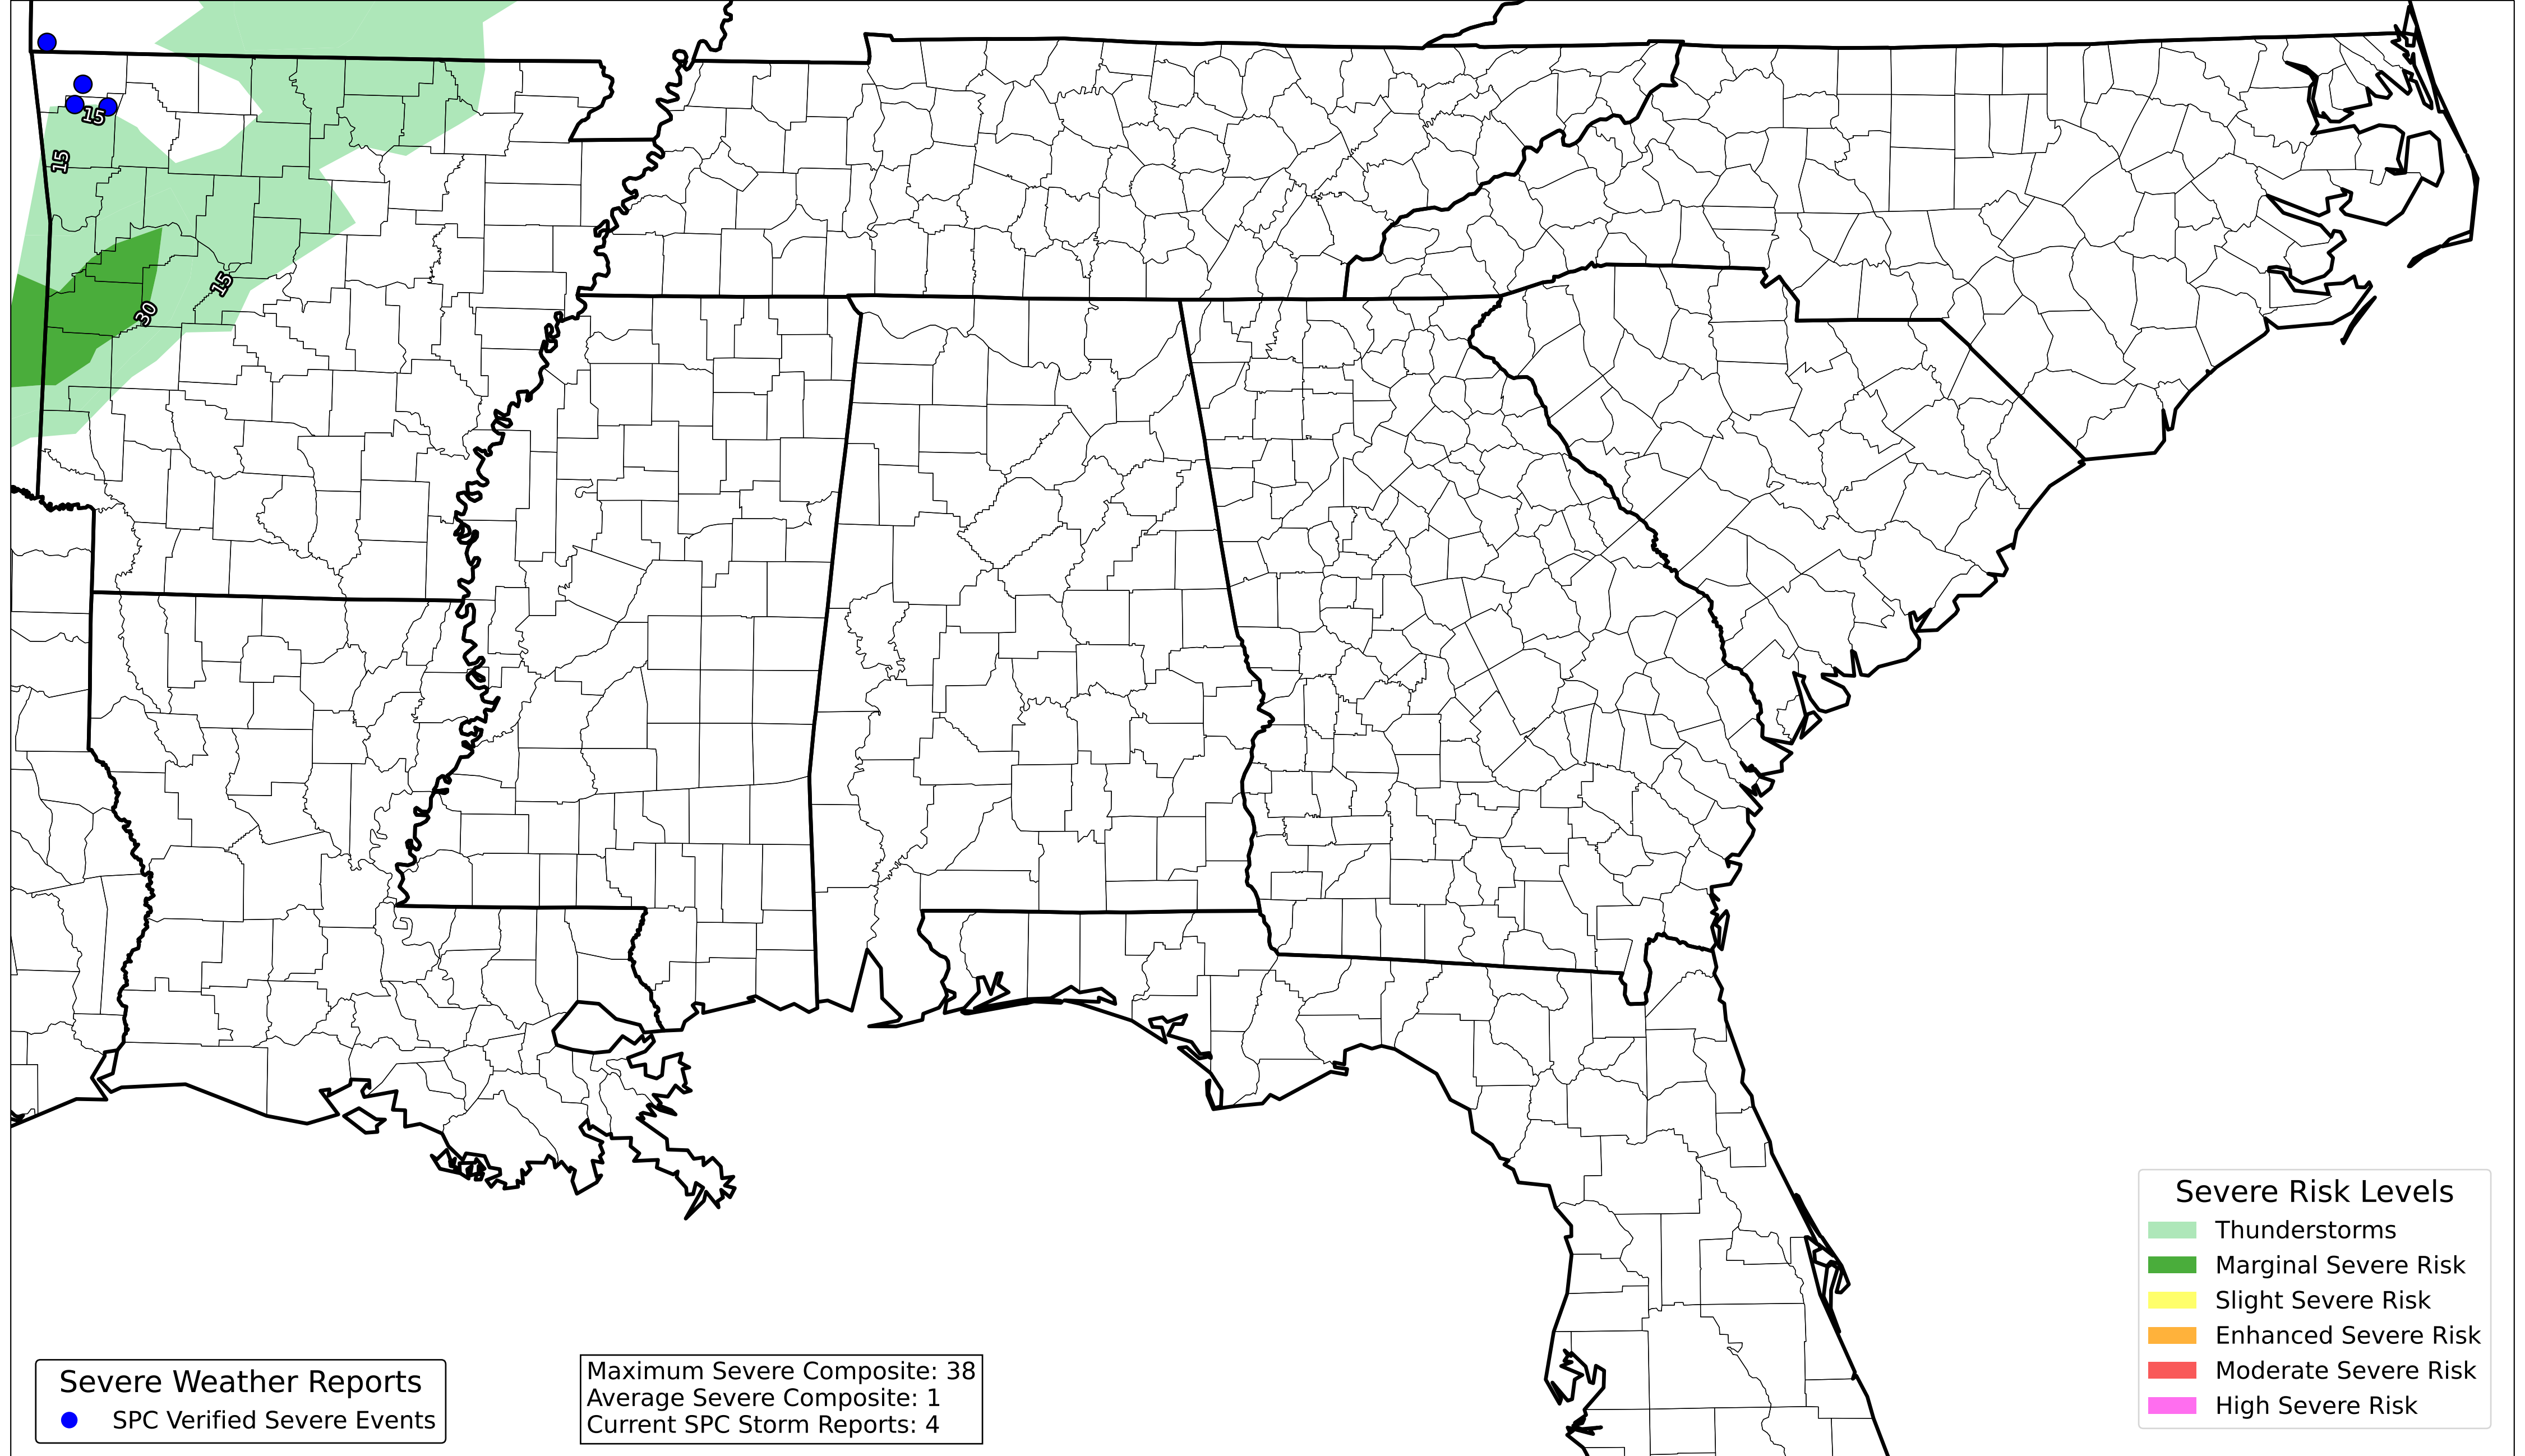 15
15
15
30
Severe Risk Levels
Thunderstorms
Marginal Severe Risk
Slight Severe Risk
Enhanced Severe Risk
Moderate Severe Risk
High Severe Risk
Severe Weather Reports
SPC Verified Severe Events
Maximum Severe Composite: 38
Average Severe Composite: 1
Current SPC Storm Reports: 4